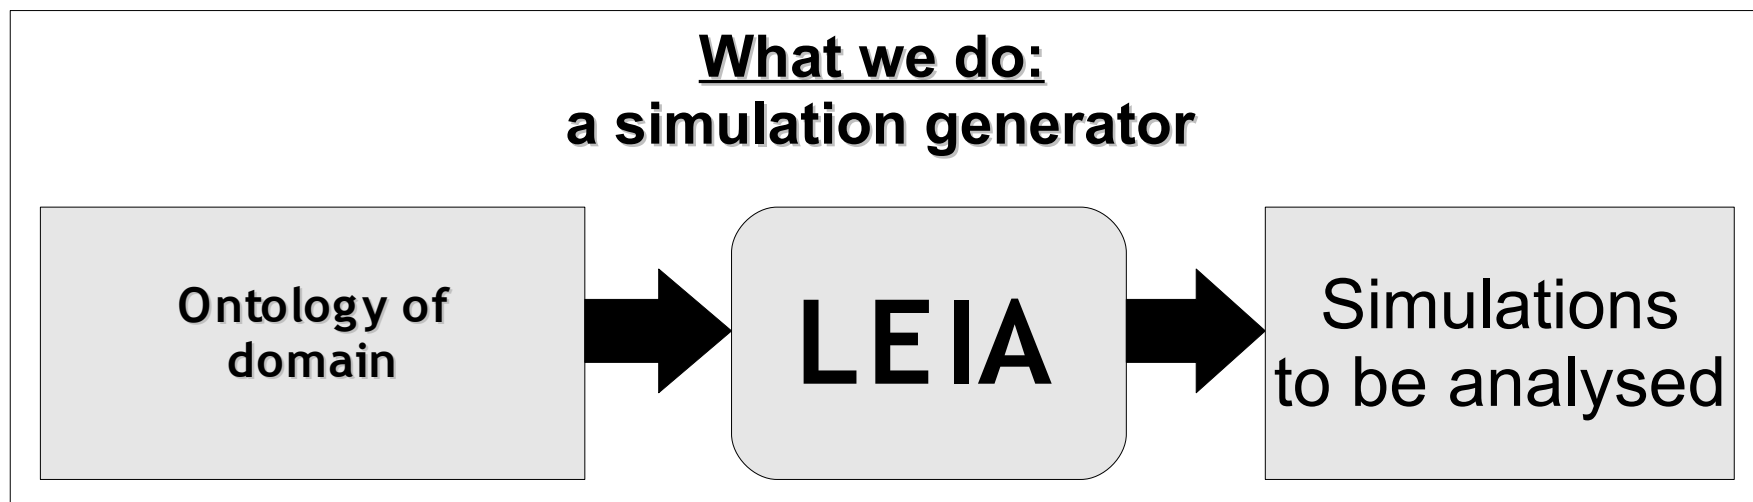 What we do:
a simulation generator
Ontology of
domain
LEIA
Simulations
to be analysed